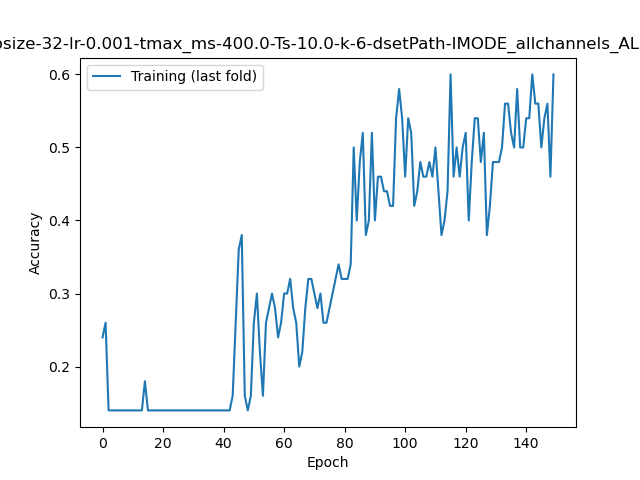 osize-32-lr-0.001-tmax_ms-400.0-Ts-10.0-k-6-dsetPath-IMODE_allchannels_AL
Training (last fold)
0.6
0.5
0.4
0.3
0.2
Accuracy
0 20 40 60 80 100 120 140
Epoch